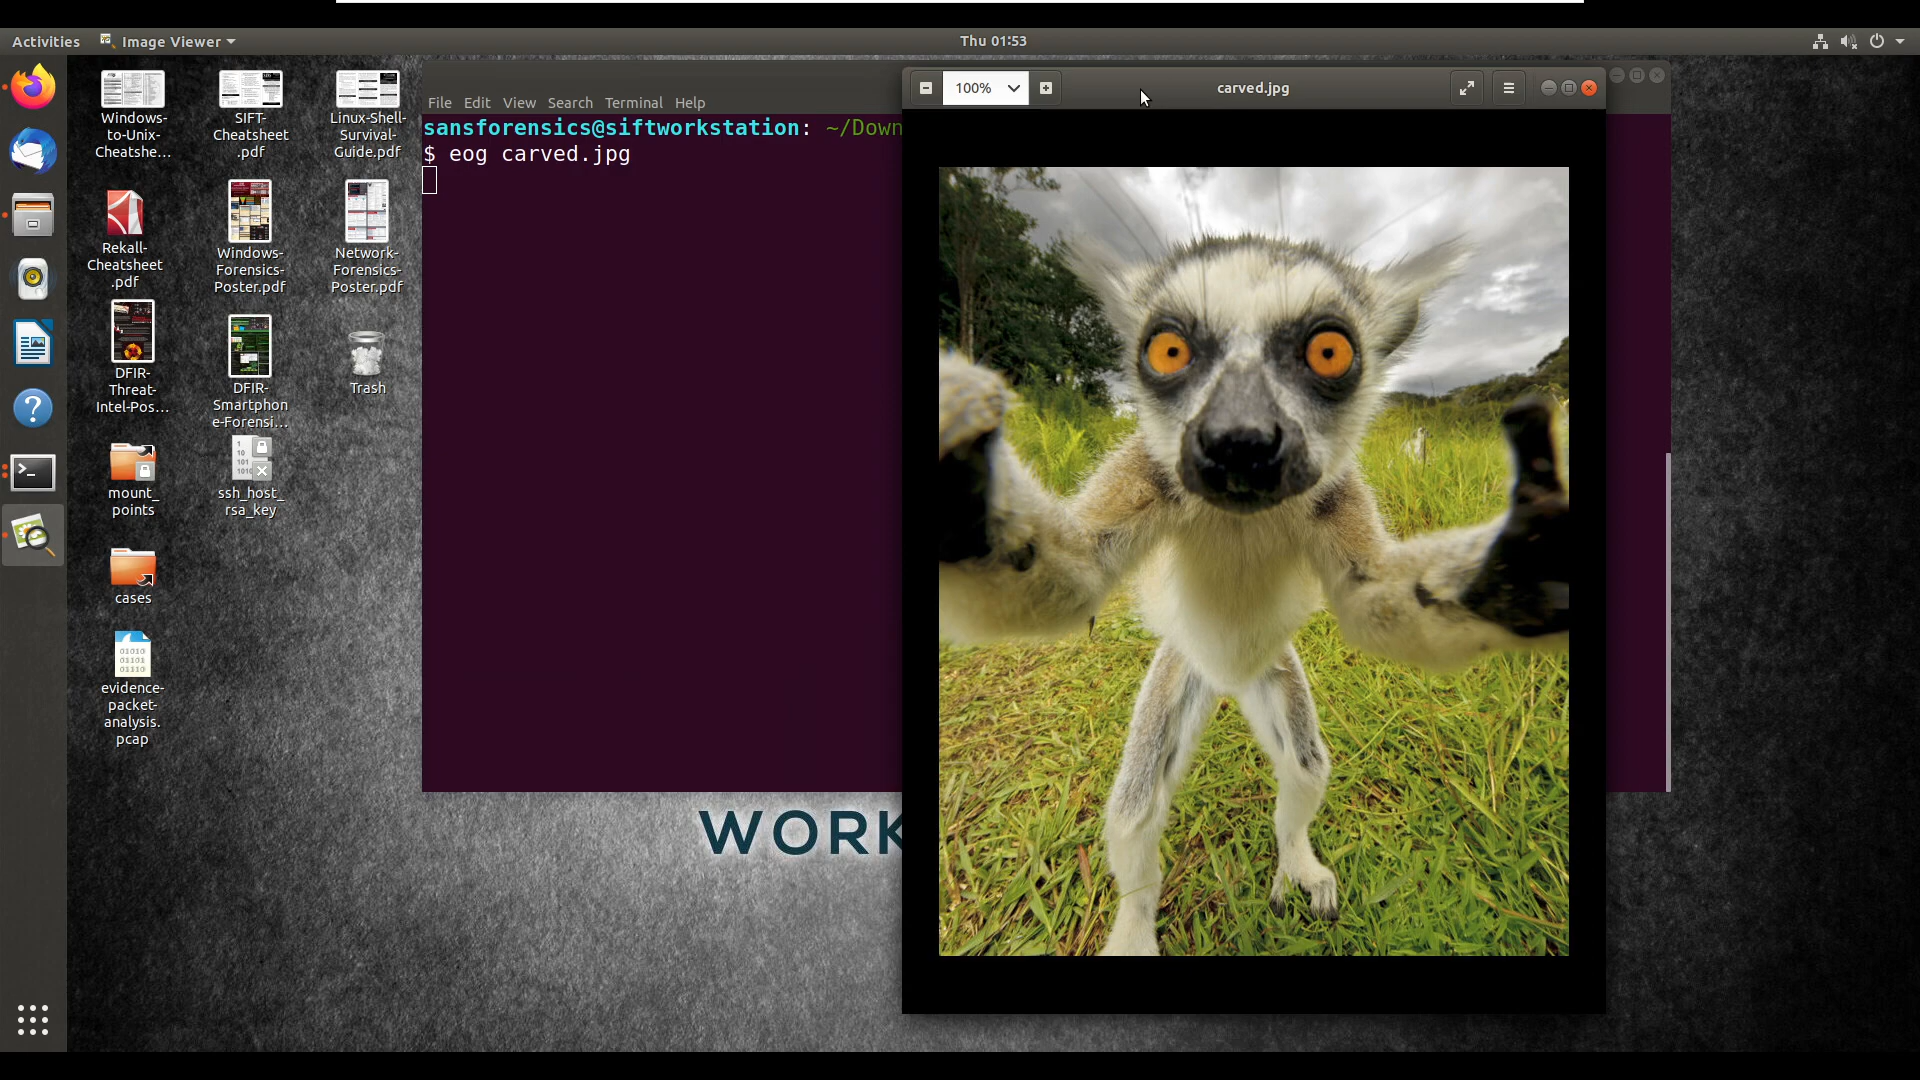 Activities
Image Viewer
Thu 01:53
Windows-
to-Unix-
Cheatshe...
SIFT-
Cheatsheet
.pdf
Linux-Shell-
Survival-
Guide.pdf
Rekall-
Cheatsheet
.pdf
Windows-
Forensics-
Poster.pdf
Network-
Forensics-
Poster.pdf
DFIR-
Threat-
Intel-Pos...
DFIR-
Smartphon
e-Forensi...
Trash
mount_
points
ssh_host_
rsa_key
cases
evidence-
packet-
analysis.
pcap
File Edit View Search Terminal Help
sansforensics@siftworkstation: ~/Down
$ eog carved.jpg
100%
carved.jpg
WORK